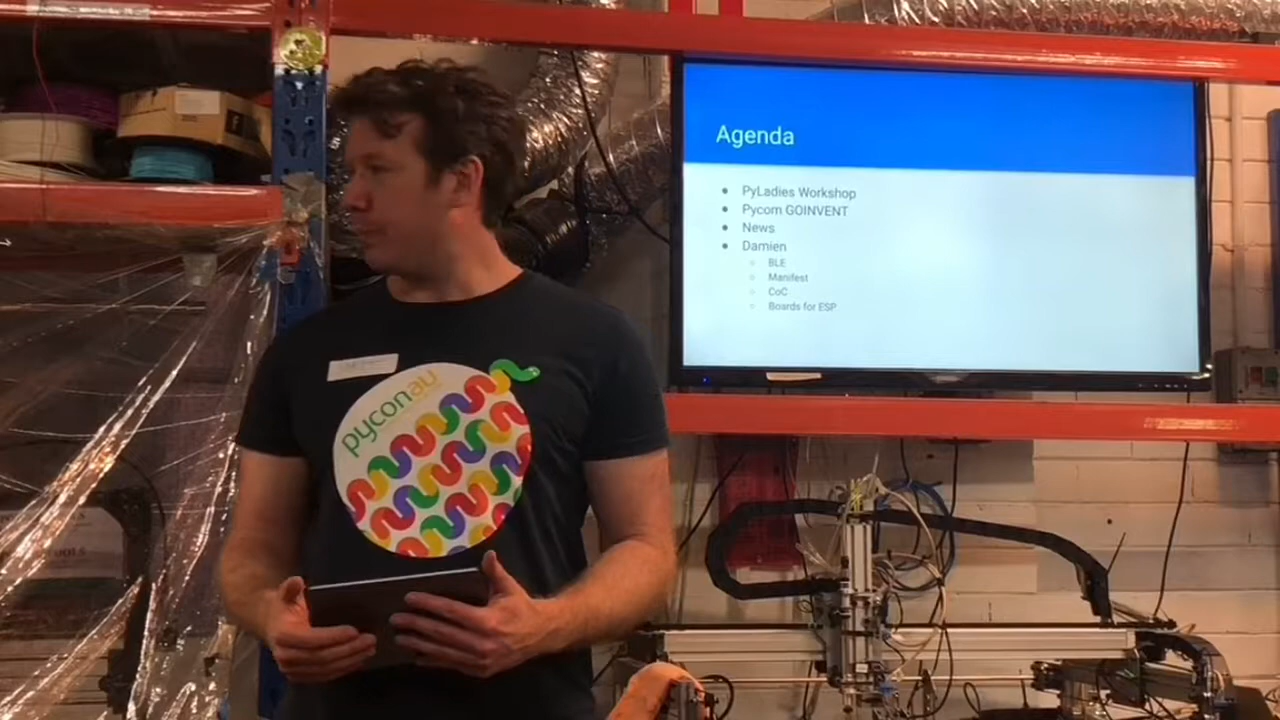 Agenda
PyLadies Workshop
Pycom GOINVENT
News
Damien
BLE
Manifest
CoC
Boards for ESP
pyconau